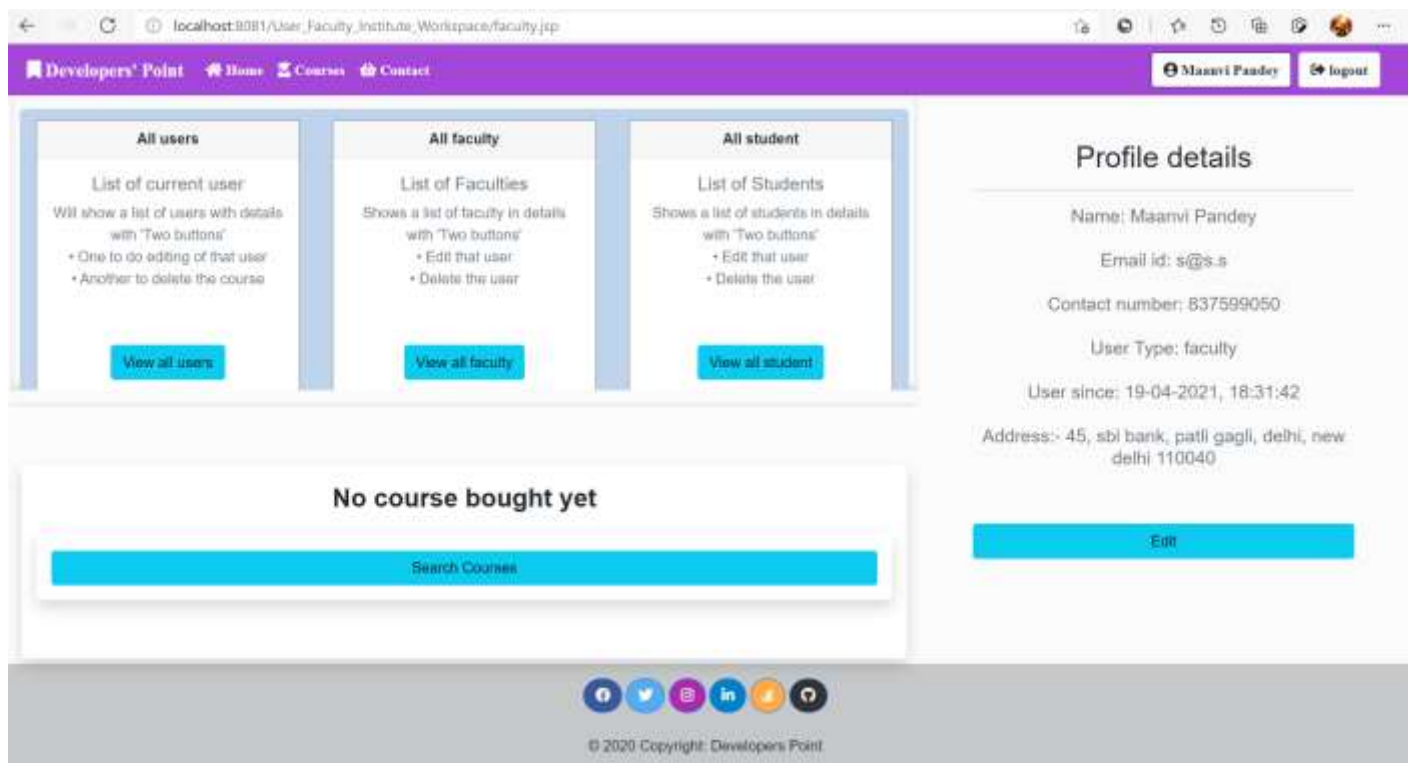 localhost:8081/User_Faculty_Institute_Workspace/faculty.jsp
Developers' Point Home Courses Contact
Maanvi Pandey logout
All users
List of current user
Will show a list of users with details
with 'Two buttons'
• One to do editing of that user
• Another to delete the course
View all users
All faculty
List of Faculties
Shows a list of faculty in details
with 'Two buttons'
• Edit that user
• Delete the user
View all faculty
All student
List of Students
Shows a list of students in details
with 'Two buttons'
• Edit that user
• Delete the user
View all student
No course bought yet
Search Courses
Profile details
Name: Maanvi Pandey
Email id: s@s.s
Contact number: 837599050
User Type: faculty
User since: 19-04-2021, 18:31:42
Address:- 45, sbi bank, patli gagli, delhi, new
delhi 110040
Edit
© 2020 Copyright: Developers Point